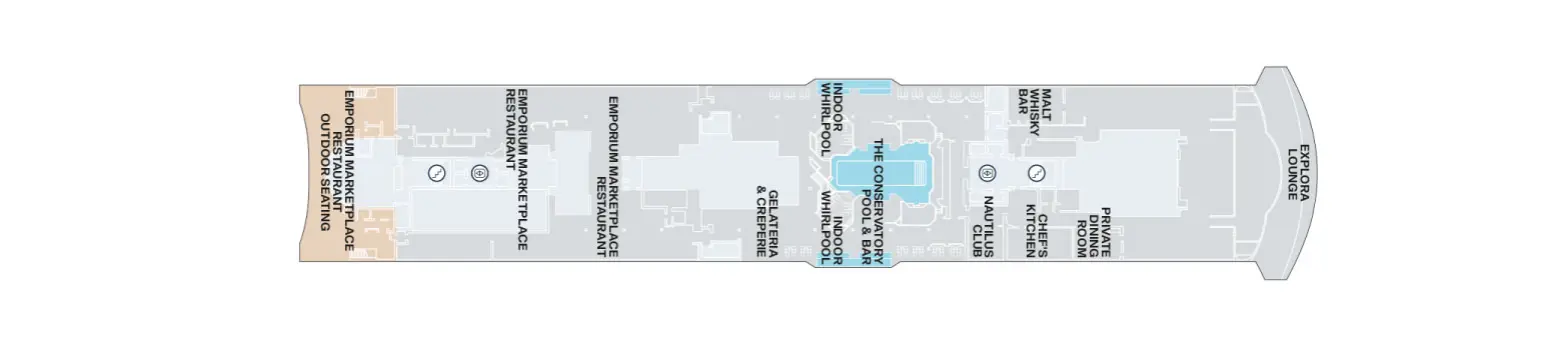 EMPORIUM MARKETPLACE
RESTAURANT
OUTDOOR SEATING
EMPORIUM MARKETPLACE
RESTAURANT
EMPORIUM MARKETPLACE
RESTAURANT
GELATERIA
& CREPERIE
INDOOR
WHIRLPOOL
INDOOR
WHIRLPOOL
THE CONSERVATORY
POOL & BAR
NAUTILUS
CLUB
MALT
WHISKY
BAR
CHEF'S
KITCHEN
PRIVATE
DINING
ROOM
EXPLORA
LOUNGE